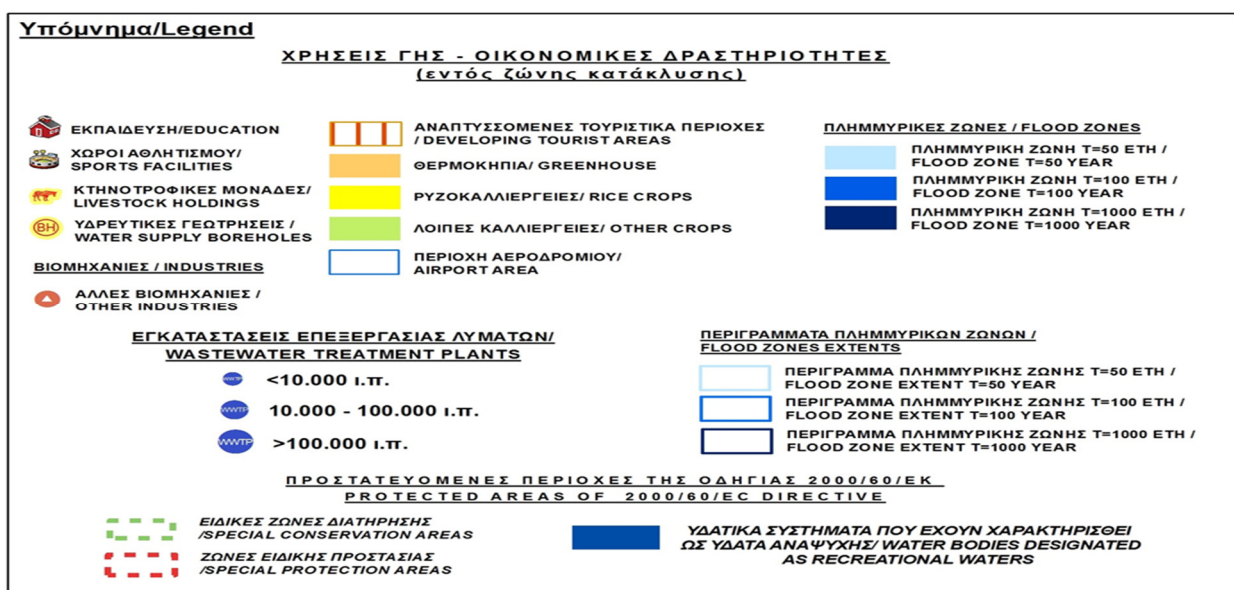 Υπόμνημα/Legend
ΧΡΗΣΕΙΣ ΓΗΣ - ΟΙΚΟΝΟΜΙΚΕΣ ΔΡΑΣΤΗΡΙΟΤΗΤΕΣ
(εντός ζώνης κατάκλυσης)
ΕΚΠΑΙΔΕΥΣΗ/EDUCATION
ΧΩΡΟΙ ΑΘΛΗΤΙΣΜΟΥ/
SPORTS FACILITIES
ΚΤΗΝΟΤΡΟΦΙΚΕΣ ΜΟΝΑΔΕΣ/
LIVESTOCK HOLDINGS
BH
ΥΔΡΕΥΤΙΚΕΣ ΓΕΩΤΡΗΣΕΙΣ /
WATER SUPPLY BOREHOLES
ΒΙΟΜΗΧΑΝΙΕΣ / INDUSTRIES
ΑΛΛΕΣ ΒΙΟΜΗΧΑΝΙΕΣ /
OTHER INDUSTRIES
ΑΝΑΠΤΥΣΣΟΜΕΝΕΣ ΤΟΥΡΙΣΤΙΚΑ ΠΕΡΙΟΧΕΣ
/ DEVELOPING TOURIST AREAS
ΘΕΡΜΟΚΗΠΙΑ/ GREENHOUSE
ΡΥΖΟΚΑΛΛΙΕΡΓΕΙΕΣ/ RICE CROPS
ΛΟΙΠΕΣ ΚΑΛΛΙΕΡΓΕΙΕΣ/ OTHER CROPS
ΠΕΡΙΟΧΗ ΑΕΡΟΔΡΟΜΙΟΥ/
AIRPORT AREA
ΠΛΗΜΜΥΡΙΚΕΣ ΖΩΝΕΣ / FLOOD ZONES
ΠΛΗΜΜΥΡΙΚΗ ΖΩΝΗ T=50 ΕΤΗ /
FLOOD ZONE T=50 YEAR
ΠΛΗΜΜΥΡΙΚΗ ΖΩΝΗ T=100 ΕΤΗ /
FLOOD ZONE T=100 YEAR
ΠΛΗΜΜΥΡΙΚΗ ΖΩΝΗ T=1000 ΕΤΗ /
FLOOD ZONE T=1000 YEAR
ΕΓΚΑΤΑΣΤΑΣΕΙΣ ΕΠΕΞΕΡΓΑΣΙΑΣ ΛΥΜΑΤΩΝ/
WASTEWATER TREATMENT PLANTS
WWTP <10.000 ι.π.
WWTP 10.000 - 100.000 ι.π.
WWTP >100.000 ι.π.
ΠΕΡΙΓΡΑΜΜΑΤΑ ΠΛΗΜΜΥΡΙΚΩΝ ΖΩΝΩΝ /
FLOOD ZONES EXTENTS
ΠΕΡΙΓΡΑΜΜΑ ΠΛΗΜΜΥΡΙΚΗΣ ΖΩΝΗΣ T=50 ΕΤΗ /
FLOOD ZONE EXTENT T=50 YEAR
ΠΕΡΙΓΡΑΜΜΑ ΠΛΗΜΜΥΡΙΚΗΣ ΖΩΝΗΣ T=100 ΕΤΗ /
FLOOD ZONE EXTENT T=100 YEAR
ΠΕΡΙΓΡΑΜΜΑ ΠΛΗΜΜΥΡΙΚΗΣ ΖΩΝΗΣ T=1000 ΕΤΗ /
FLOOD ZONE EXTENT T=1000 YEAR
ΠΡΟΣΤΑΤΕΥΟΜΕΝΕΣ ΠΕΡΙΟΧΕΣ ΤΗΣ ΟΔΗΓΙΑΣ 2000/60/ΕΚ
PROTECTED AREAS OF 2000/60/EC DIRECTIVE
ΕΙΔΙΚΕΣ ΖΩΝΕΣ ΔΙΑΤΗΡΗΣΗΣ
/SPECIAL CONSERVATION AREAS
ΖΩΝΕΣ ΕΙΔΙΚΗΣ ΠΡΟΣΤΑΣΙΑΣ
/SPECIAL PROTECTION AREAS
ΥΔΑΤΙΚΑ ΣΥΣΤΗΜΑΤΑ ΠΟΥ ΕΧΟΥΝ ΧΑΡΑΚΤΗΡΙΣΘΕΙ
ΩΣ ΥΔΑΤΑ ΑΝΑΨΥΧΗΣ/ WATER BODIES DESIGNATED
AS RECREATIONAL WATERS